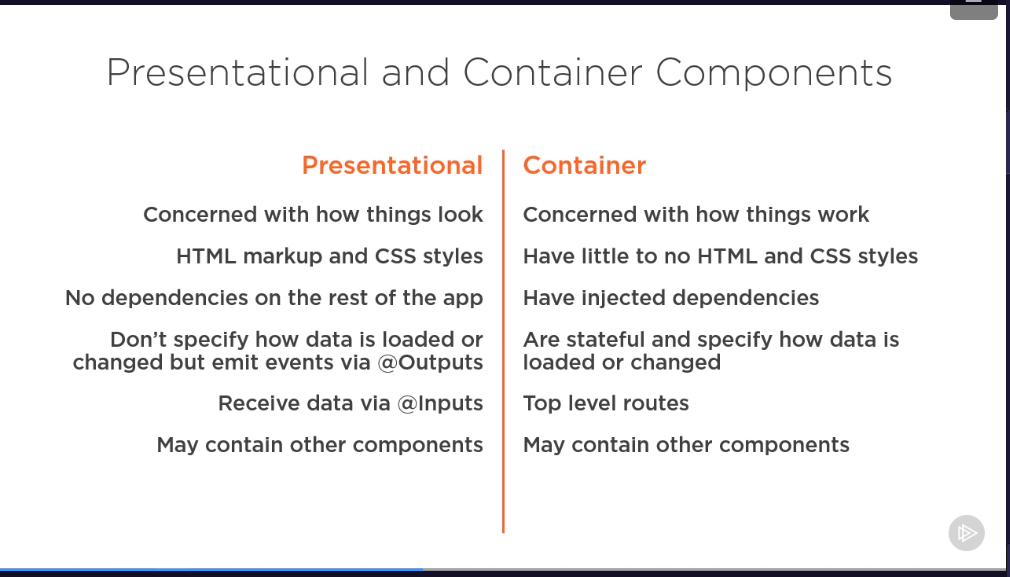 Presentational and Container Components
Presentational
Concerned with how things look
HTML markup and CSS styles
No dependencies on the rest of the app
Don’t specify how data is loaded or
changed but emit events via @Outputs
Receive data via @Inputs
May contain other components
Container
Concerned with how things work
Have little to no HTML and CSS styles
Have injected dependencies
Are stateful and specify how data is
loaded or changed
Top level routes
May contain other components